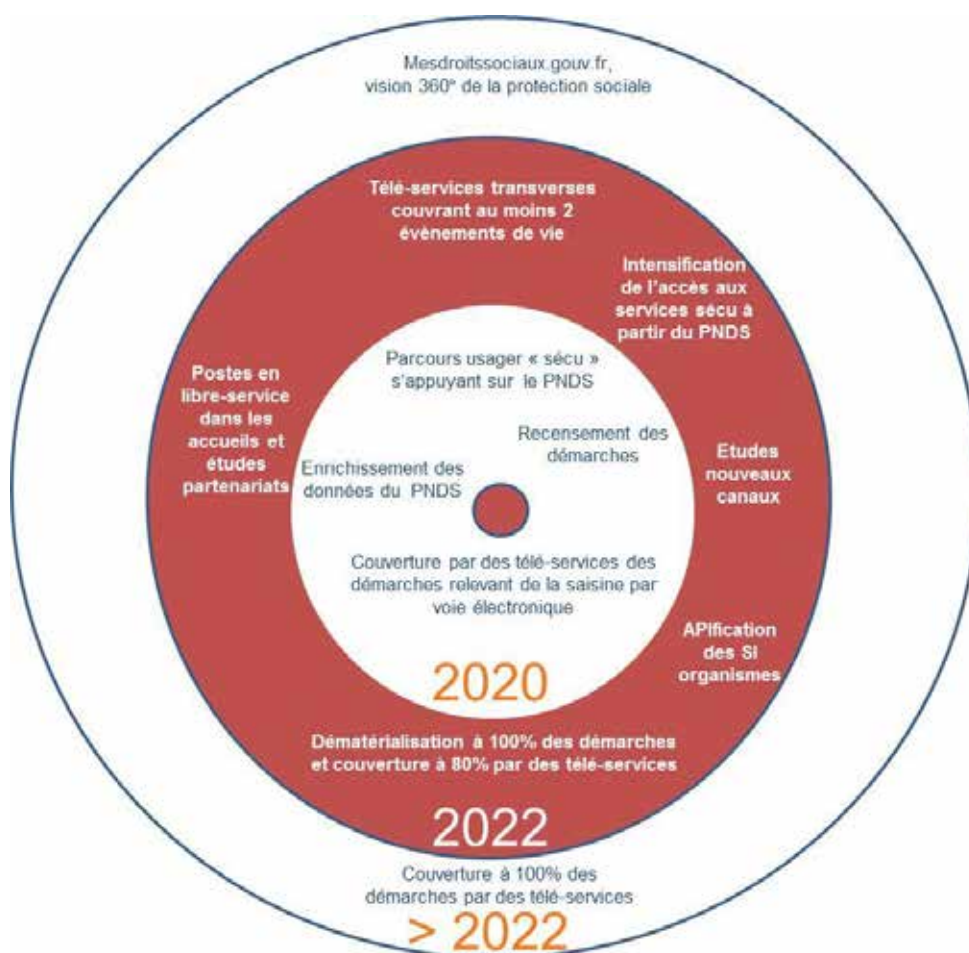 Mesdroitssociaux.gouv.fr,
vision 360° de la protection sociale
Télé-services transverses
couvrant au moins 2
évènements de vie
Intensification
de l'accès aux
services sécu à
partir du PNDS
Parcours usager « sécu »
s'appuyant sur le PNDS
Postes en
libre-service
dans les
accueils et
études
partenariats
Recensement des
démarches
Enrichissement des
données du PNDS
Etudes
nouveaux
canaux
Couverture par des télé-services des
démarches relevant de la saisine par
voie électronique
APIfication
des SI
organismes
2020
Dématérialisation à 100% des démarches
et couverture à 80% par des télé-services
2022
Couverture à 100% des
démarches par des télé-services
> 2022